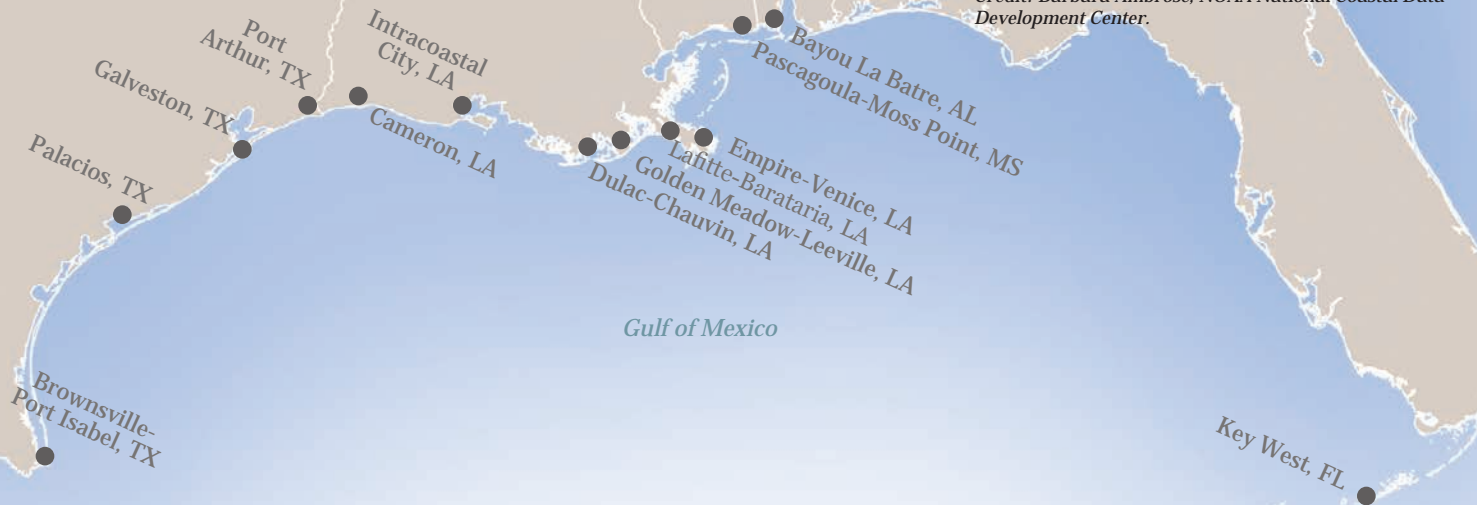 Development Center.
Port
Arthur, TX
Intracoastal
City, LA
Galveston, TX
Palacios, TX
Cameron, LA
Bayou La Batre, AL
Pascagoula-Moss Point, MS
Empire-Venice, LA
Lafitte-Barataria, LA
Golden Meadow-Leeville, LA
Dulac-Chauvin, LA
Gulf of Mexico
Brownsville-
Port Isabel, TX
Key West, FL